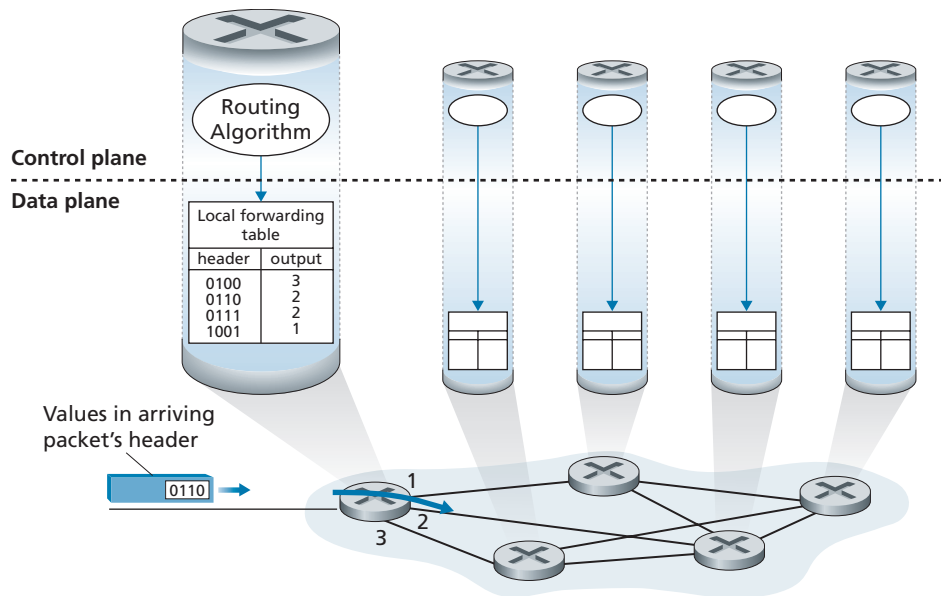 Routing
Algorithm
Control plane
Data plane
Local forwarding
table
header output
0100 3
0110 2
0111 2
1001 1
Values in arriving
packet's header
0110
1
2
3